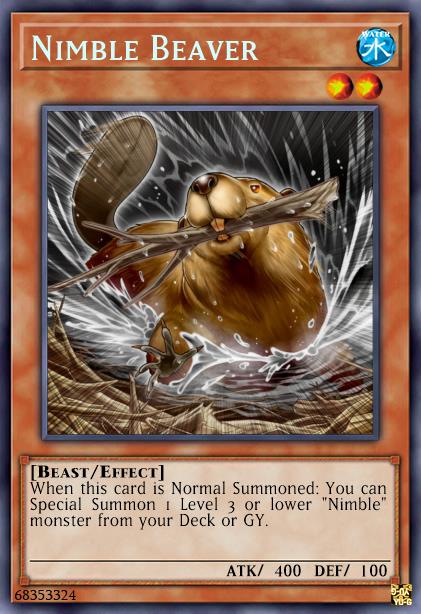 NIMBLE BEAVER
WATER
水
[BEAST/EFFECT]
When this card is Normal Summoned: You can
Special Summon 1 Level 3 or lower "Nimble"
monster from your Deck or GY.
ATK/ 400 DEF/ 100
68353324